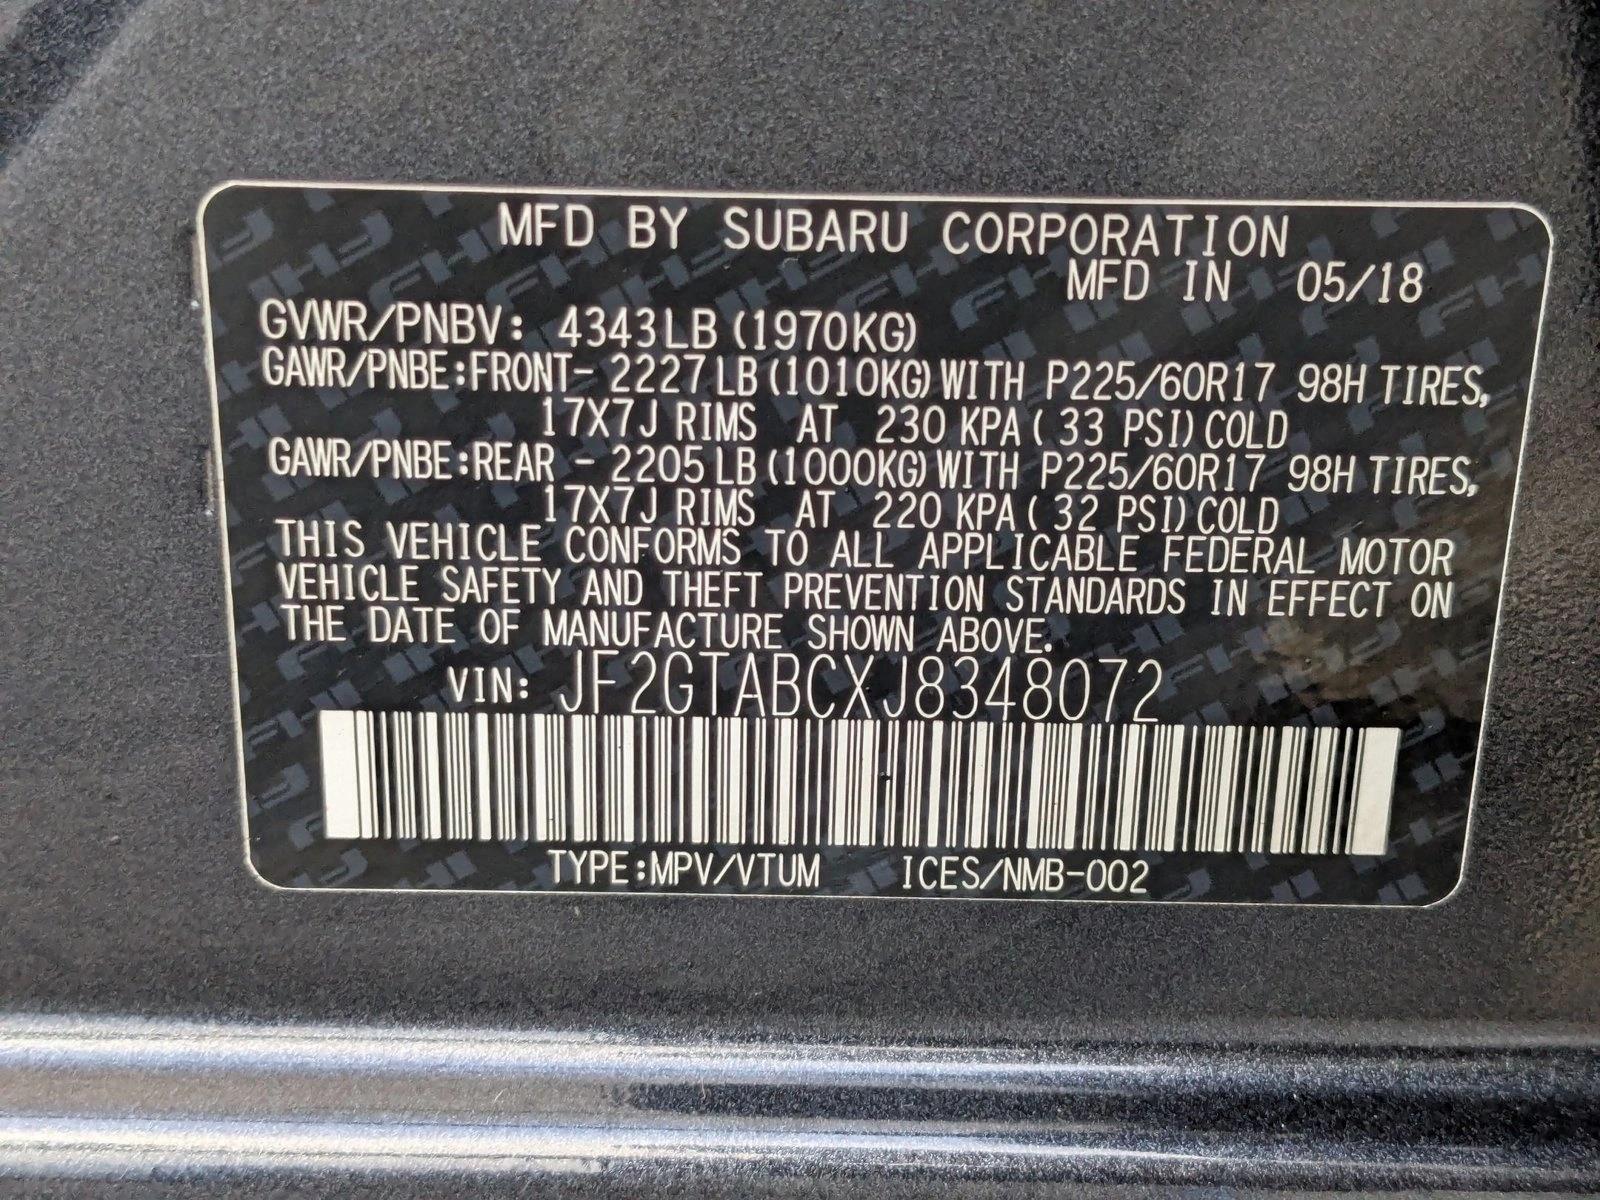 MFD BY SUBARU CORPORATION
MFD IN 05/18
GVWR/PNBV: 4343LB (1970KG)
GAWR/PNBE:FRONT- 2227LB(1010KG)WITH P225/60R17 98H TIRES,
17X7J RIMS AT 230 KPA( 33 PSI)COLD
GAWR/PNBE:REAR - 2205LB(1000KG)WITH P225/60R17 98H TIRES,
17X7J RIMS AT 220 KPA( 32 PSI)COLD
THIS VEHICLE CONFORMS TO ALL APPLICABLE FEDERAL MOTOR
VEHICLE SAFETY AND THEFT PREVENTION STANDARDS IN EFFECT ON
THE DATE OF MANUFACTURE SHOWN ABOVE.
VIN: JF2GTABCXJ8348072
TYPE:MPV/VTUM ICES/NMB-002